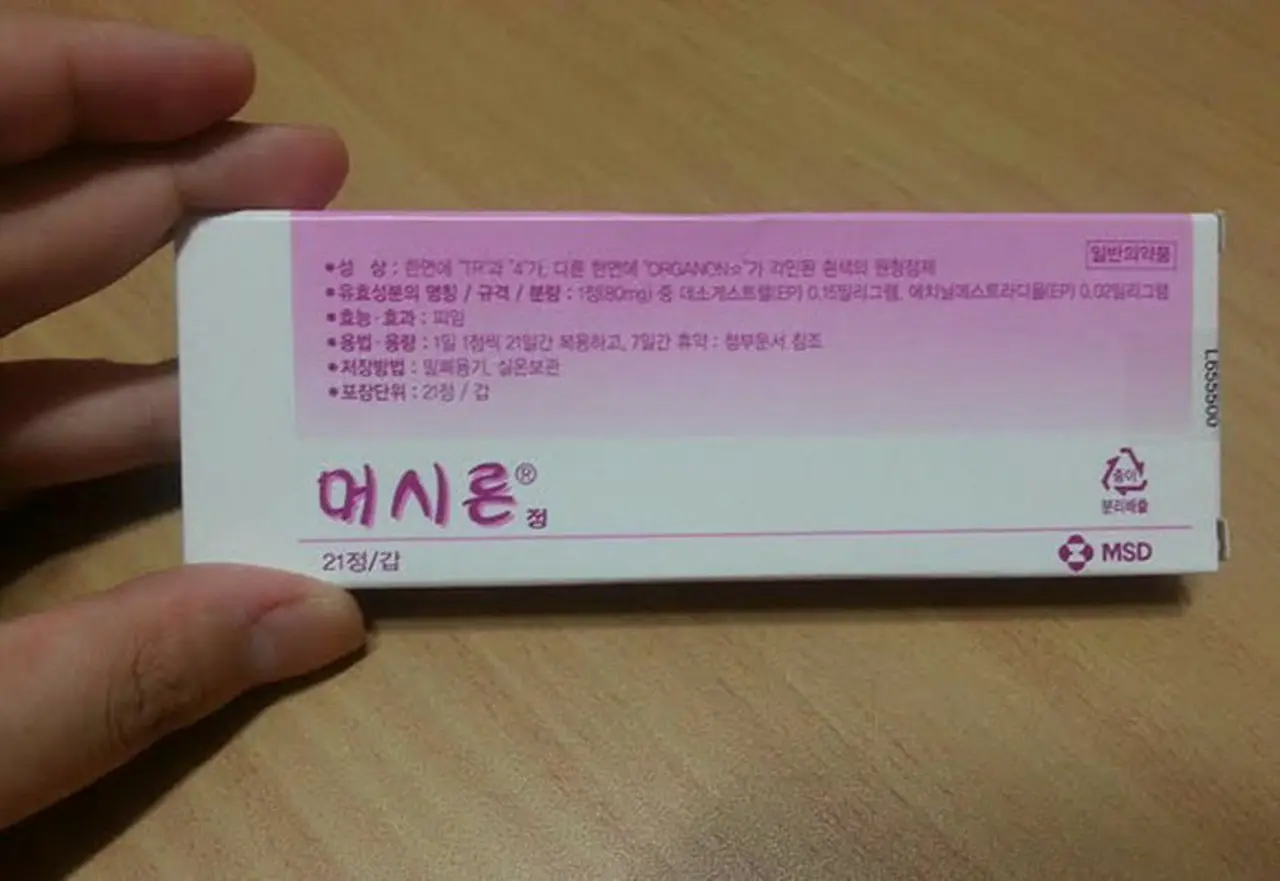 일반의약품
•성 상 : 한면에 "TR"과 "4"가, 다른 한면에 "ORGANON☆"가 각인된 흰색의 원형정제
•유효성분의 명칭 / 규격 / 분량 : 1정(80mg) 중 데소게스트렐(EP) 0.15밀리그램, 에치닐에스트라디올(EP) 0.02밀리그램
•효능·효과 : 피임
•용법·용량 : 1일 1정씩 21일간 복용하고, 7일간 휴약 : 첨부문서 참조
•저장방법 : 밀폐용기, 실온보관
•포장단위 : 21정 / 갑
L655500
머시론® 정
종이
분리배출
21정/갑
MSD